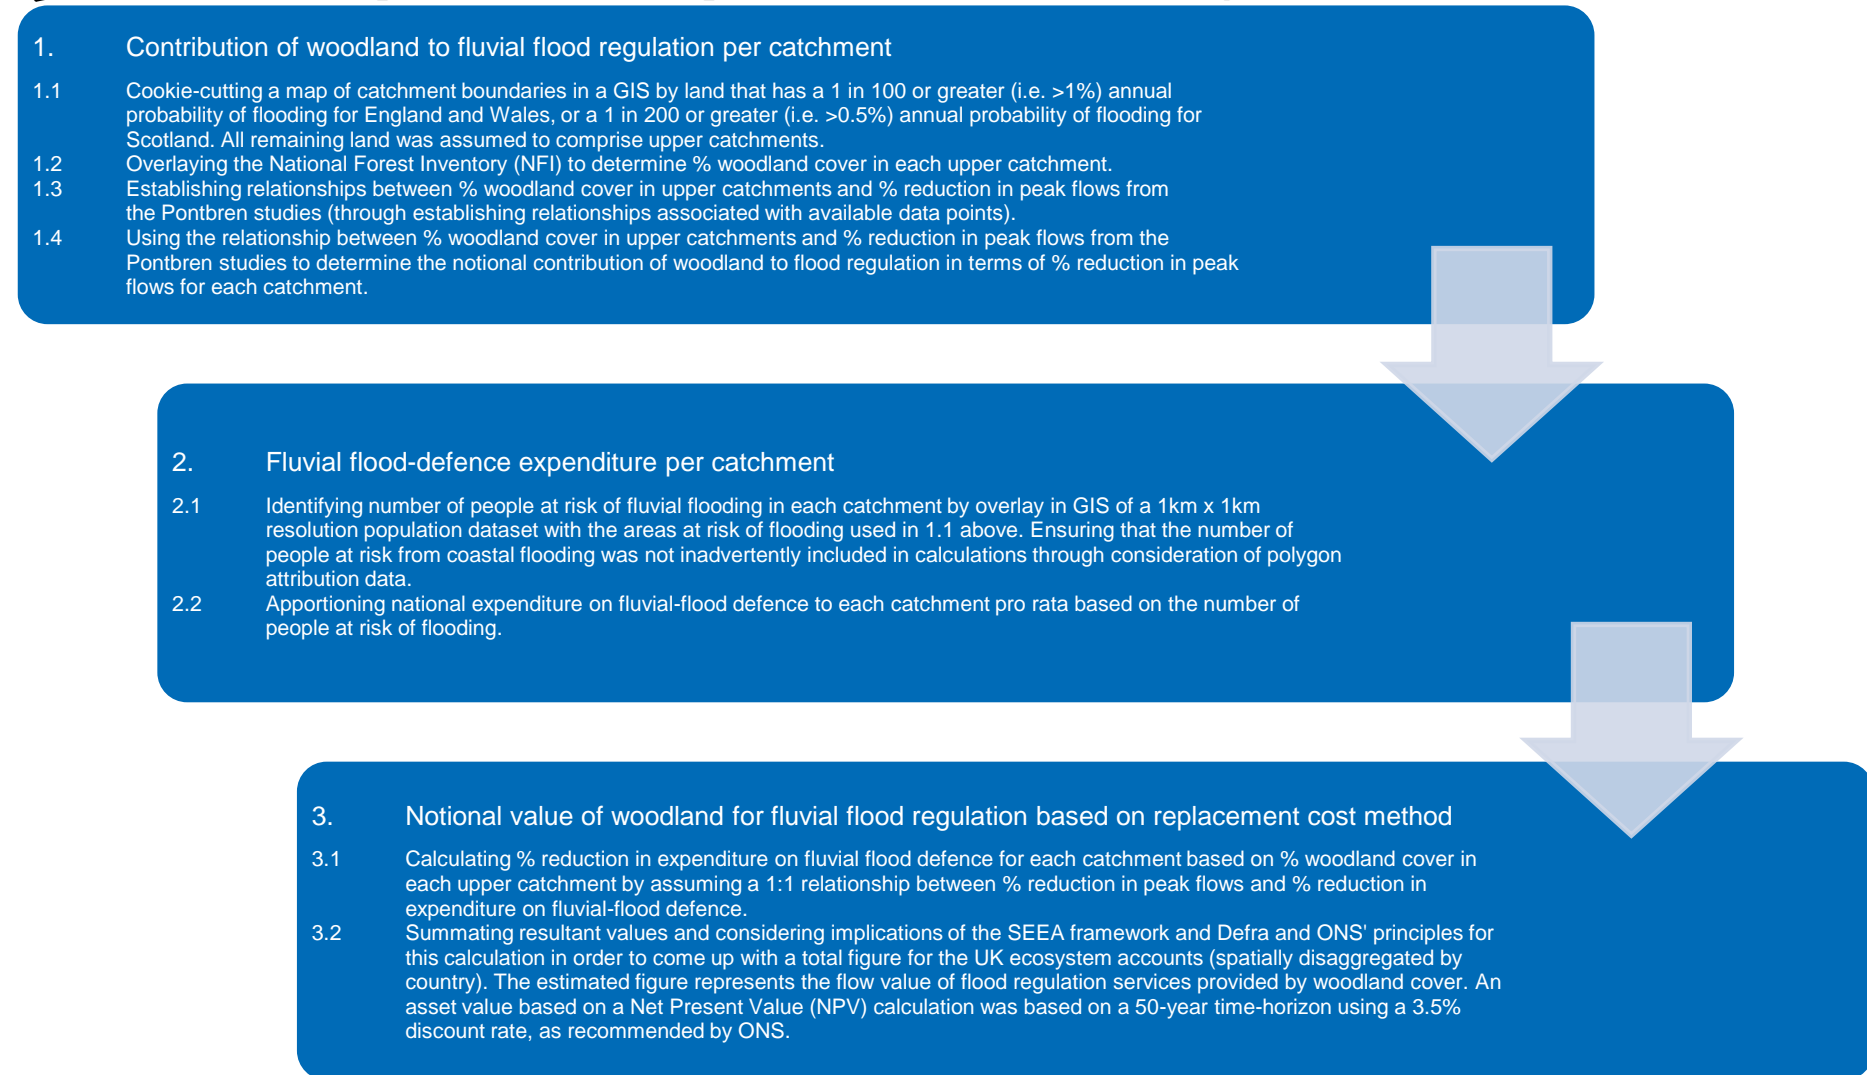 1. Contribution of woodland to fluvial flood regulation per catchment
1.1 Cookie-cutting a map of catchment boundaries in a GIS by land that has a 1 in 100 or greater (i.e. >1%) annual
probability of flooding for England and Wales, or a 1 in 200 or greater (i.e. >0.5%) annual probability of flooding for
Scotland. All remaining land was assumed to comprise upper catchments.
1.2 Overlaying the National Forest Inventory (NFI) to determine % woodland cover in each upper catchment.
1.3 Establishing relationships between % woodland cover in upper catchments and % reduction in peak flows from
the Pontbren studies (through establishing relationships associated with available data points).
1.4 Using the relationship between % woodland cover in upper catchments and % reduction in peak flows from the
Pontbren studies to determine the notional contribution of woodland to flood regulation in terms of % reduction in peak
flows for each catchment.
2. Fluvial flood-defence expenditure per catchment
2.1 Identifying number of people at risk of fluvial flooding in each catchment by overlay in GIS of a 1km x 1km
resolution population dataset with the areas at risk of flooding used in 1.1 above. Ensuring that the number of
people at risk from coastal flooding was not inadvertently included in calculations through consideration of polygon
attribution data.
2.2 Apportioning national expenditure on fluvial-flood defence to each catchment pro rata based on the number of
people at risk of flooding.
3. Notional value of woodland for fluvial flood regulation based on replacement cost method
3.1 Calculating % reduction in expenditure on fluvial flood defence for each catchment based on % woodland cover in
each upper catchment by assuming a 1:1 relationship between % reduction in peak flows and % reduction in
expenditure on fluvial-flood defence.
3.2 Summating resultant values and considering implications of the SEEA framework and Defra and ONS' principles for
this calculation in order to come up with a total figure for the UK ecosystem accounts (spatially disaggregated by
country). The estimated figure represents the flow value of flood regulation services provided by woodland cover. An
asset value based on a Net Present Value (NPV) calculation was based on a 50-year time-horizon using a 3.5%
discount rate, as recommended by ONS.